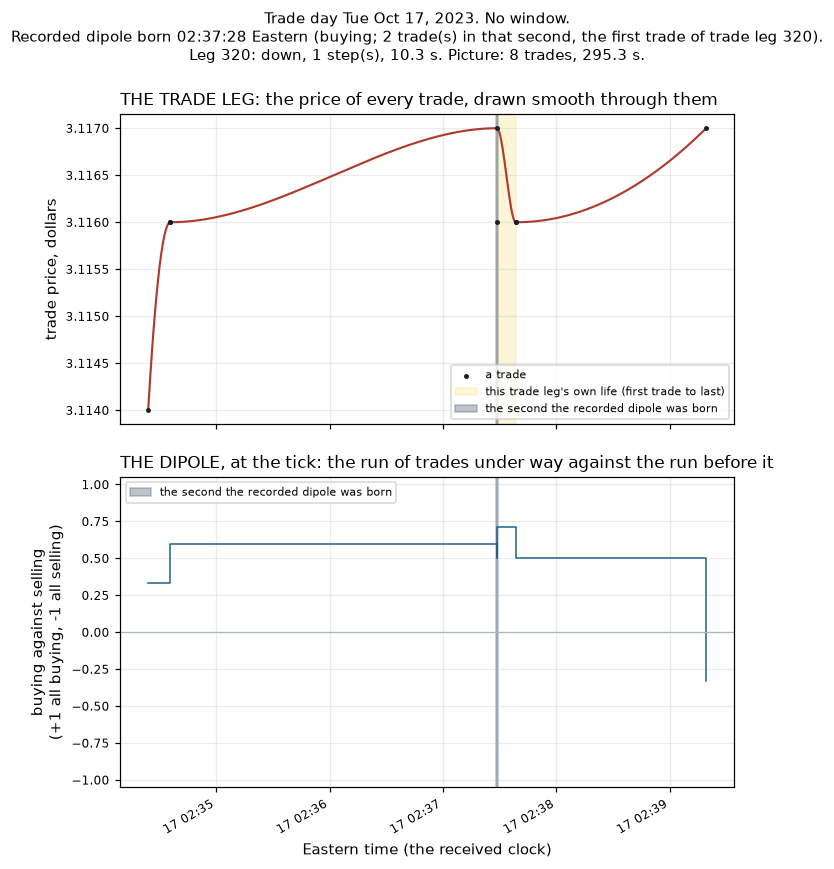 Trade day Tue Oct 17, 2023. No window.
Recorded dipole born 02:37:28 Eastern (buying; 2 trade(s) in that second, the first trade of trade leg 320).
Leg 320: down, 1 step(s), 10.3 s. Picture: 8 trades, 295.3 s.
THE TRADE LEG: the price of every trade, drawn smooth through them
trade price, dollars
3.1170
3.1165
3.1160
3.1155
3.1150
3.1145
3.1140
a trade
this trade leg's own life (first trade to last)
the second the recorded dipole was born
THE DIPOLE, at the tick: the run of trades under way against the run before it
buying against selling
(+1 all buying, -1 all selling)
1.00
0.75
0.50
0.25
0.00
−0.25
−0.50
−0.75
−1.00
the second the recorded dipole was born
17 02:35
17 02:36
17 02:37
17 02:38
17 02:39
Eastern time (the received clock)